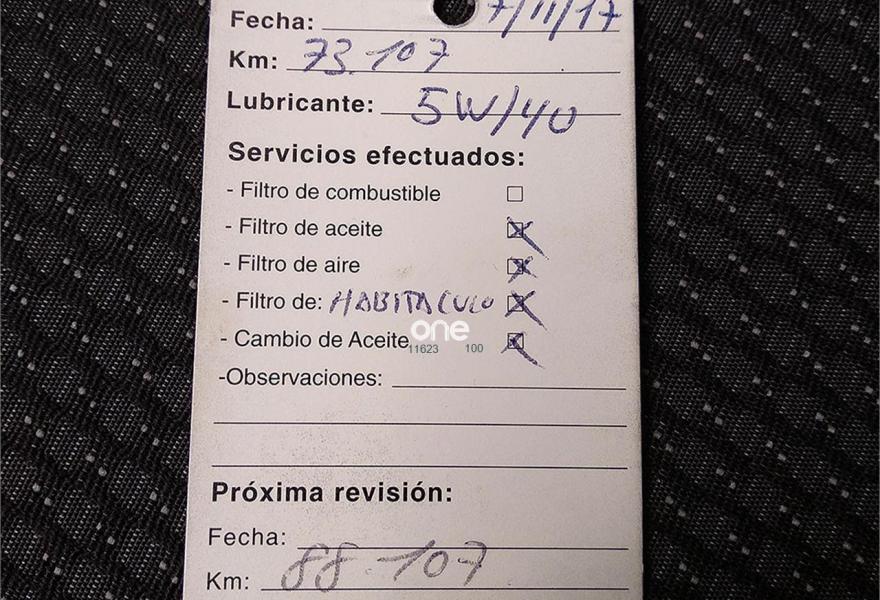 Fecha: 7/11/17
Km: 73.107
Lubricante: 5W/40
Servicios efectuados:
- Filtro de combustible
- Filtro de aceite
- Filtro de aire
- Filtro de: HABITACULO
one
- Cambio de Aceite
11623 100
-Observaciones:
Próxima revisión:
Fecha:
Km: 88.107